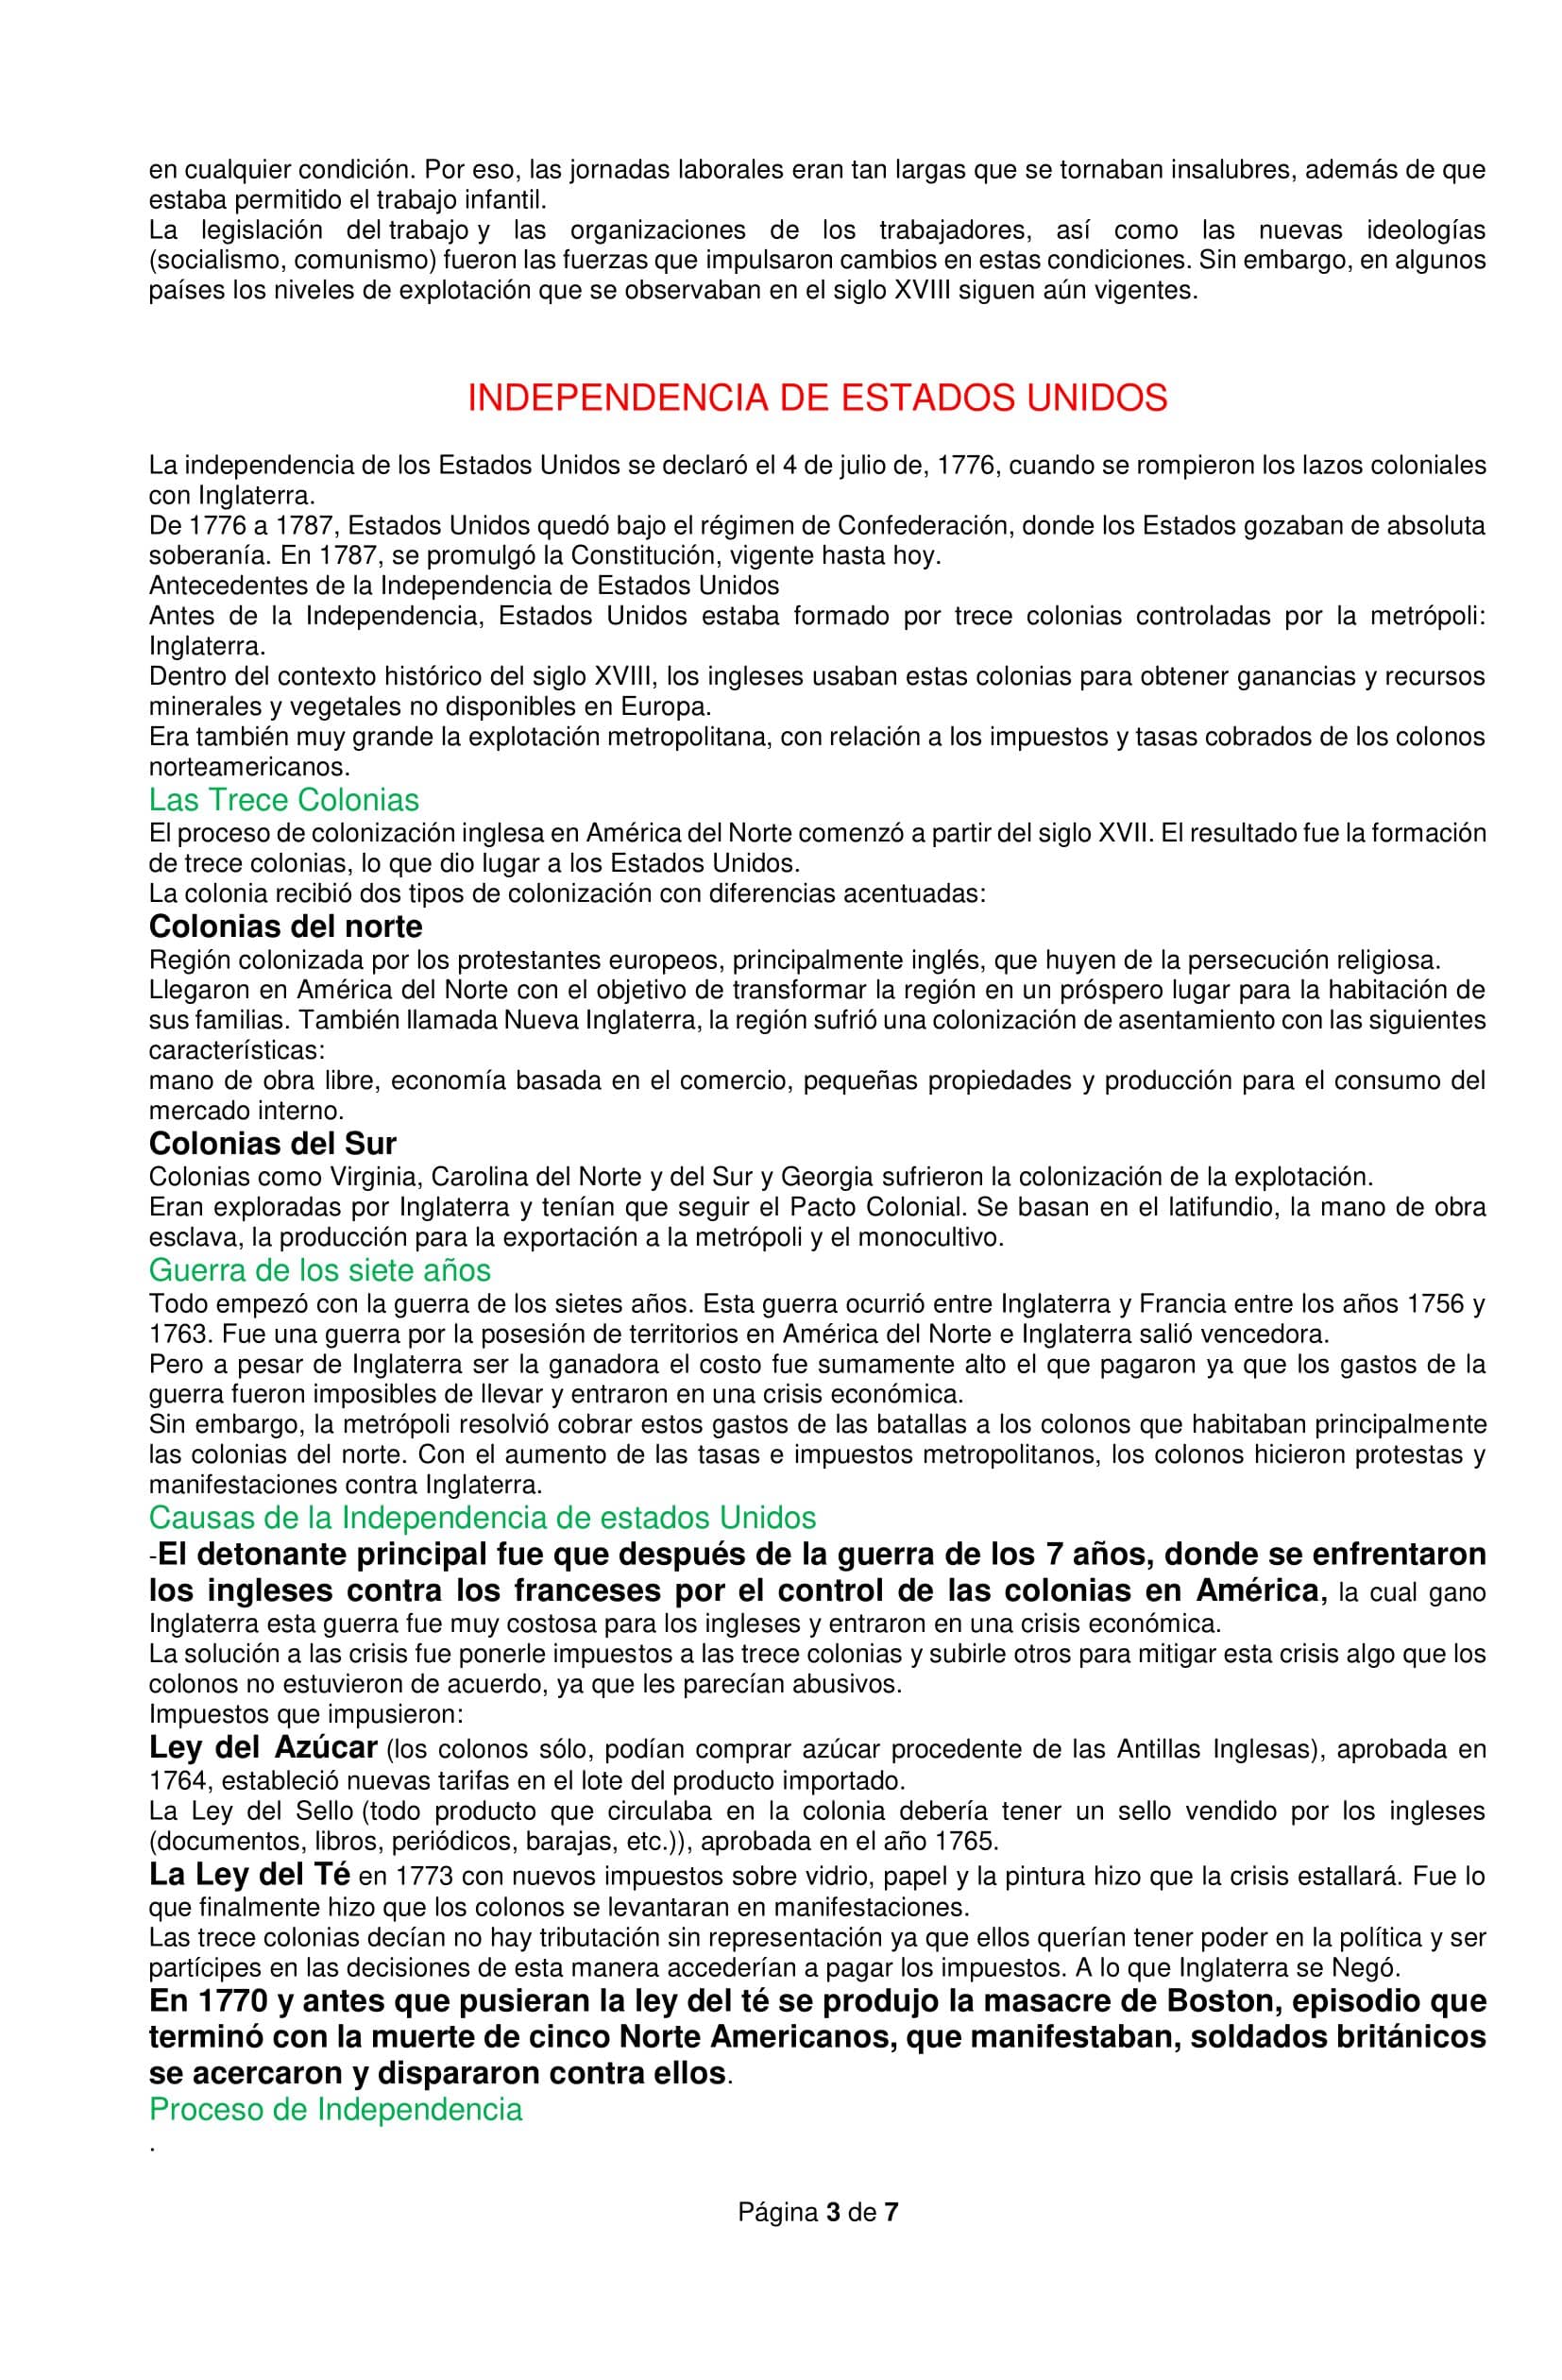 en cualquier condición. Por eso, las jornadas laborales eran tan largas que se tornaban insalubres, además de que
estaba permitido el trabajo infantil.
La legislación del trabajo y las organizaciones de los trabajadores, así como las nuevas ideologías
(socialismo, comunismo) fueron las fuerzas que impulsaron cambios en estas condiciones. Sin embargo, en algunos
países los niveles de explotación que se observaban en el siglo XVIII siguen aún vigentes.
INDEPENDENCIA DE ESTADOS UNIDOS
La independencia de los Estados Unidos se declaró el 4 de julio de, 1776, cuando se rompieron los lazos coloniales
con Inglaterra.
De 1776 a 1787, Estados Unidos quedó bajo el régimen de Confederación, donde los Estados gozaban de absoluta
soberanía. En 1787, se promulgó la Constitución, vigente hasta hoy.
Antecedentes de la Independencia de Estados Unidos
Antes de la Independencia, Estados Unidos estaba formado por trece colonias controladas por la metrópoli:
Inglaterra.
Dentro del contexto histórico del siglo XVIII, los ingleses usaban estas colonias para obtener ganancias y recursos
minerales y vegetales no disponibles en Europa.
Era también muy grande la explotación metropolitana, con relación a los impuestos y tasas cobrados de los colonos
norteamericanos.
Las Trece Colonias
El proceso de colonización inglesa en América del Norte comenzó a partir del siglo XVII. El resultado fue la formación
de trece colonias, lo que dio lugar a los Estados Unidos.
La colonia recibió dos tipos de colonización con diferencias acentuadas:
Colonias del norte
Región colonizada por los protestantes europeos, principalmente inglés, que huyen de la persecución religiosa.
Llegaron en América del Norte con el objetivo de transformar la región en un próspero lugar para la habitación de
sus familias. También llamada Nueva Inglaterra, la región sufrió una colonización de asentamiento con las siguientes
características:
mano de obra libre, economía basada en el comercio, pequeñas propiedades y producción para el consumo del
mercado interno.
Colonias del Sur
Colonias como Virginia, Carolina del Norte y del Sur y Georgia sufrieron la colonización de la explotación.
Eran exploradas por Inglaterra y tenían que seguir el Pacto Colonial. Se basan en el latifundio, la mano de obra
esclava, la producción para la exportación a la metrópoli y el monocultivo.
Guerra de los siete años
Todo empezó con la guerra de los sietes años. Esta guerra ocurrió entre Inglaterra y Francia entre los años 1756 y
1763. Fue una guerra por la posesión de territorios en América del Norte e Inglaterra salió vencedora.
Pero a pesar de Inglaterra ser la ganadora el costo fue sumamente alto el que pagaron ya que los gastos de la
guerra fueron imposibles de llevar y entraron en una crisis económica.
Sin embargo, la metrópoli resolvió cobrar estos gastos de las batallas a los colonos que habitaban principalmente
las colonias del norte. Con el aumento de las tasas e impuestos metropolitanos, los colonos hicieron protestas y
manifestaciones contra Inglaterra.
Causas de la Independencia de estados Unidos
-El detonante principal fue que después de la guerra de los 7 años, donde se enfrentaron
los ingleses contra los franceses por el control de las colonias en América, la cual gano
Inglaterra esta guerra fue muy costosa para los ingleses y entraron en una crisis económica.
La solución a las crisis fue ponerle impuestos a las trece colonias y subirle otros para mitigar esta crisis algo que los
colonos no estuvieron de acuerdo, ya que les parecían abusivos.
Impuestos que impusieron:
Ley del Azúcar (los colonos sólo, podían comprar azúcar procedente de las Antillas Inglesas), aprobada en
1764, estableció nuevas tarifas en el lote del producto importado.
La Ley del Sello (todo producto que circulaba en la colonia debería tener un sello vendido por los ingleses
(documentos, libros, periódicos, barajas, etc.)), aprobada en el año 1765.
La Ley del Té en 1773 con nuevos impuestos sobre vidrio, papel y la pintura hizo que la crisis estallará. Fue lo
que finalmente hizo que los colonos se levantaran en manifestaciones.
Las trece colonias decían no hay tributación sin representación ya que ellos querían tener poder en la política y ser
partícipes en las decisiones de esta manera accederían a pagar los impuestos. A lo que Inglaterra se Negó.
En 1770 y antes que pusieran la ley del té se produjo la masacre de Boston, episodio que
terminó con la muerte de cinco Norte Americanos, que manifestaban, soldados británicos
se acercaron y dispararon contra ellos.
Proceso de Independencia
.
Página 3 de 7